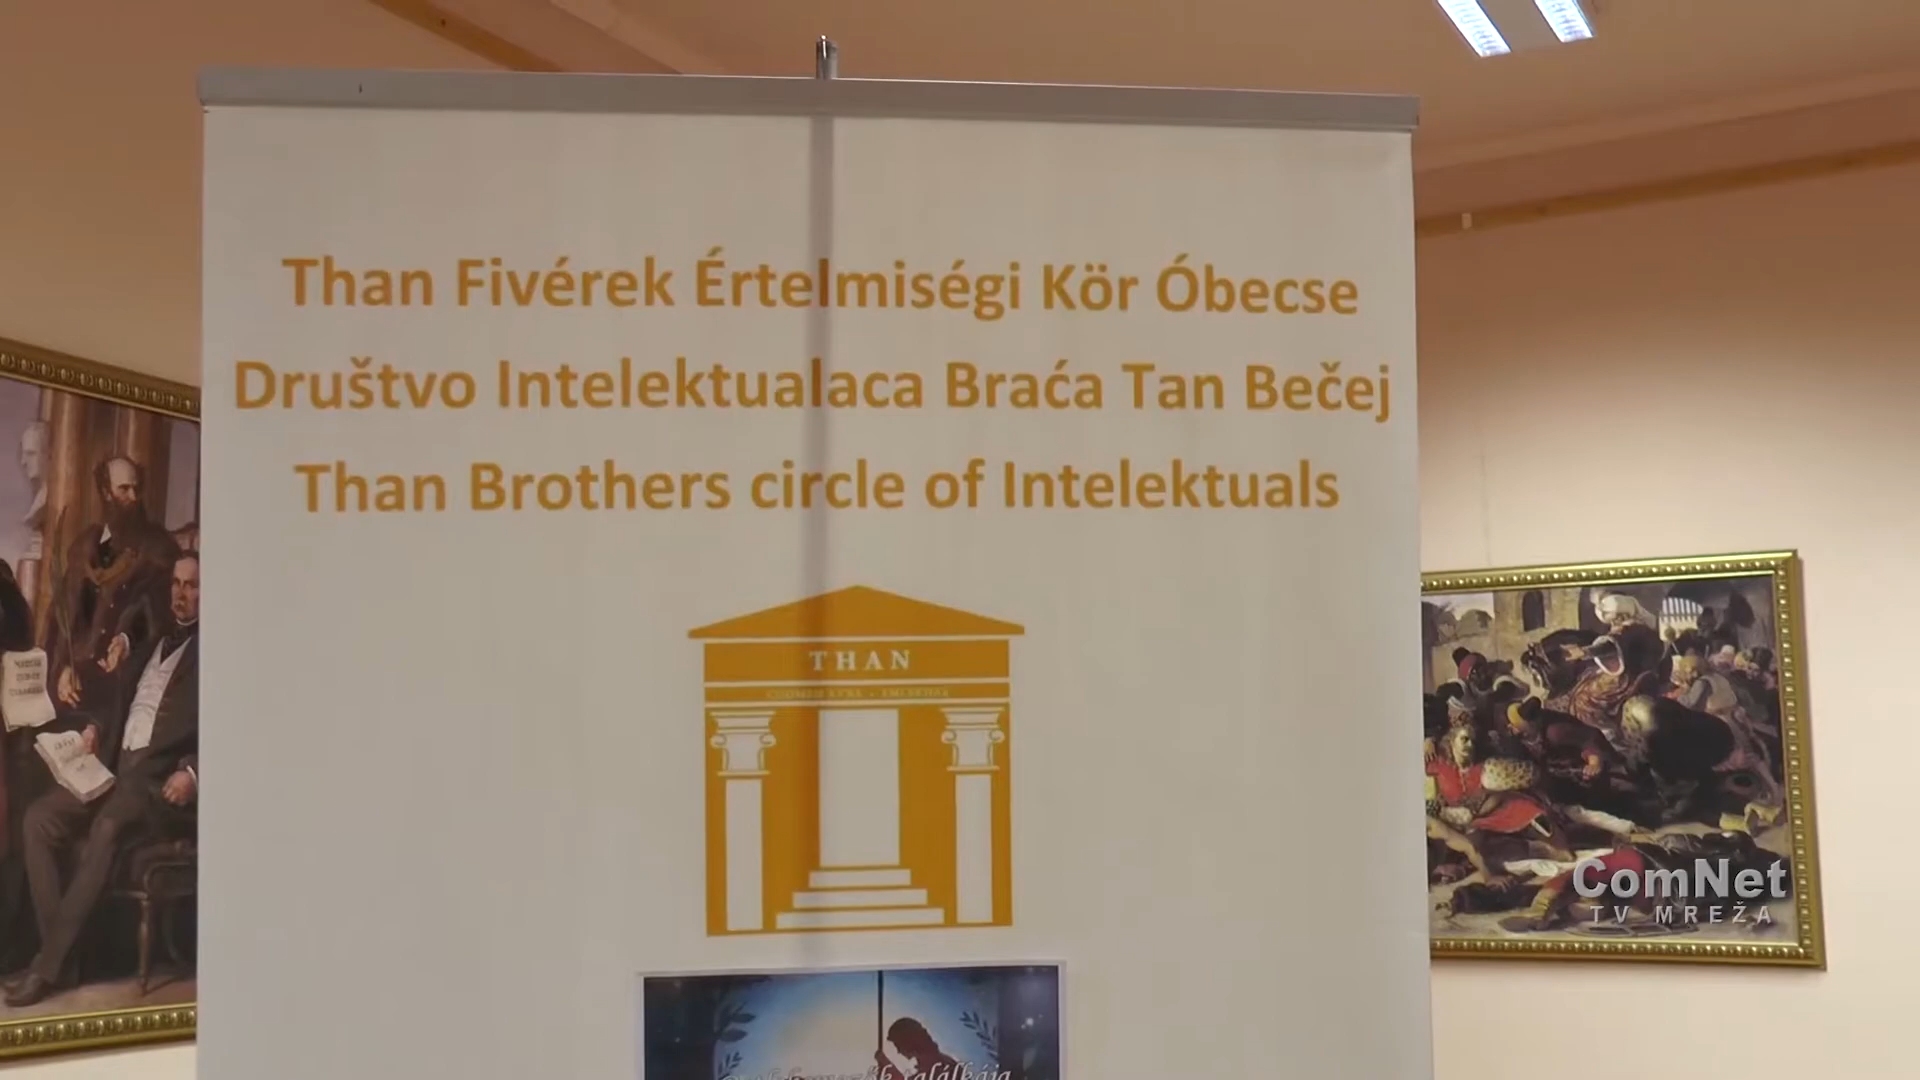 Than Fivérek Értelmiségi Kör Óbecse
Društvo Intelektualaca Braća Tan Bečej
Than Brothers circle of Intelektuals
THAN
találkája
ComNet
TV MREŽA